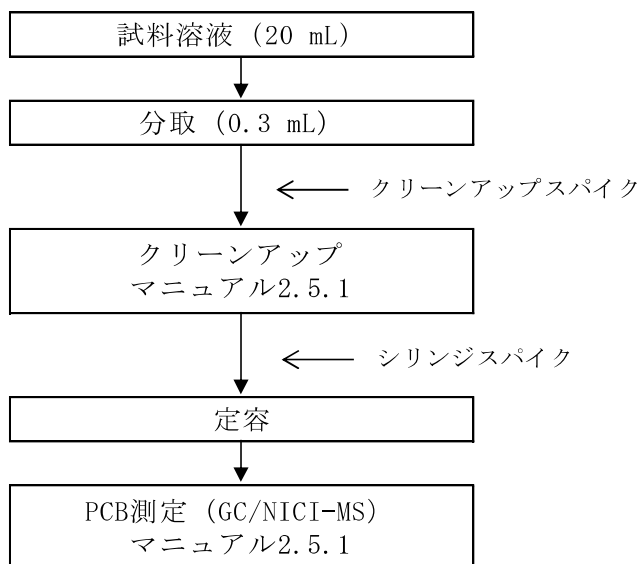 試料溶液 (20 mL)
分取 (0.3 mL)
クリーンアップスパイク
クリーンアップ
マニュアル2.5.1
シリンジスパイク
定容
PCB測定 (GC/NICI-MS)
マニュアル2.5.1